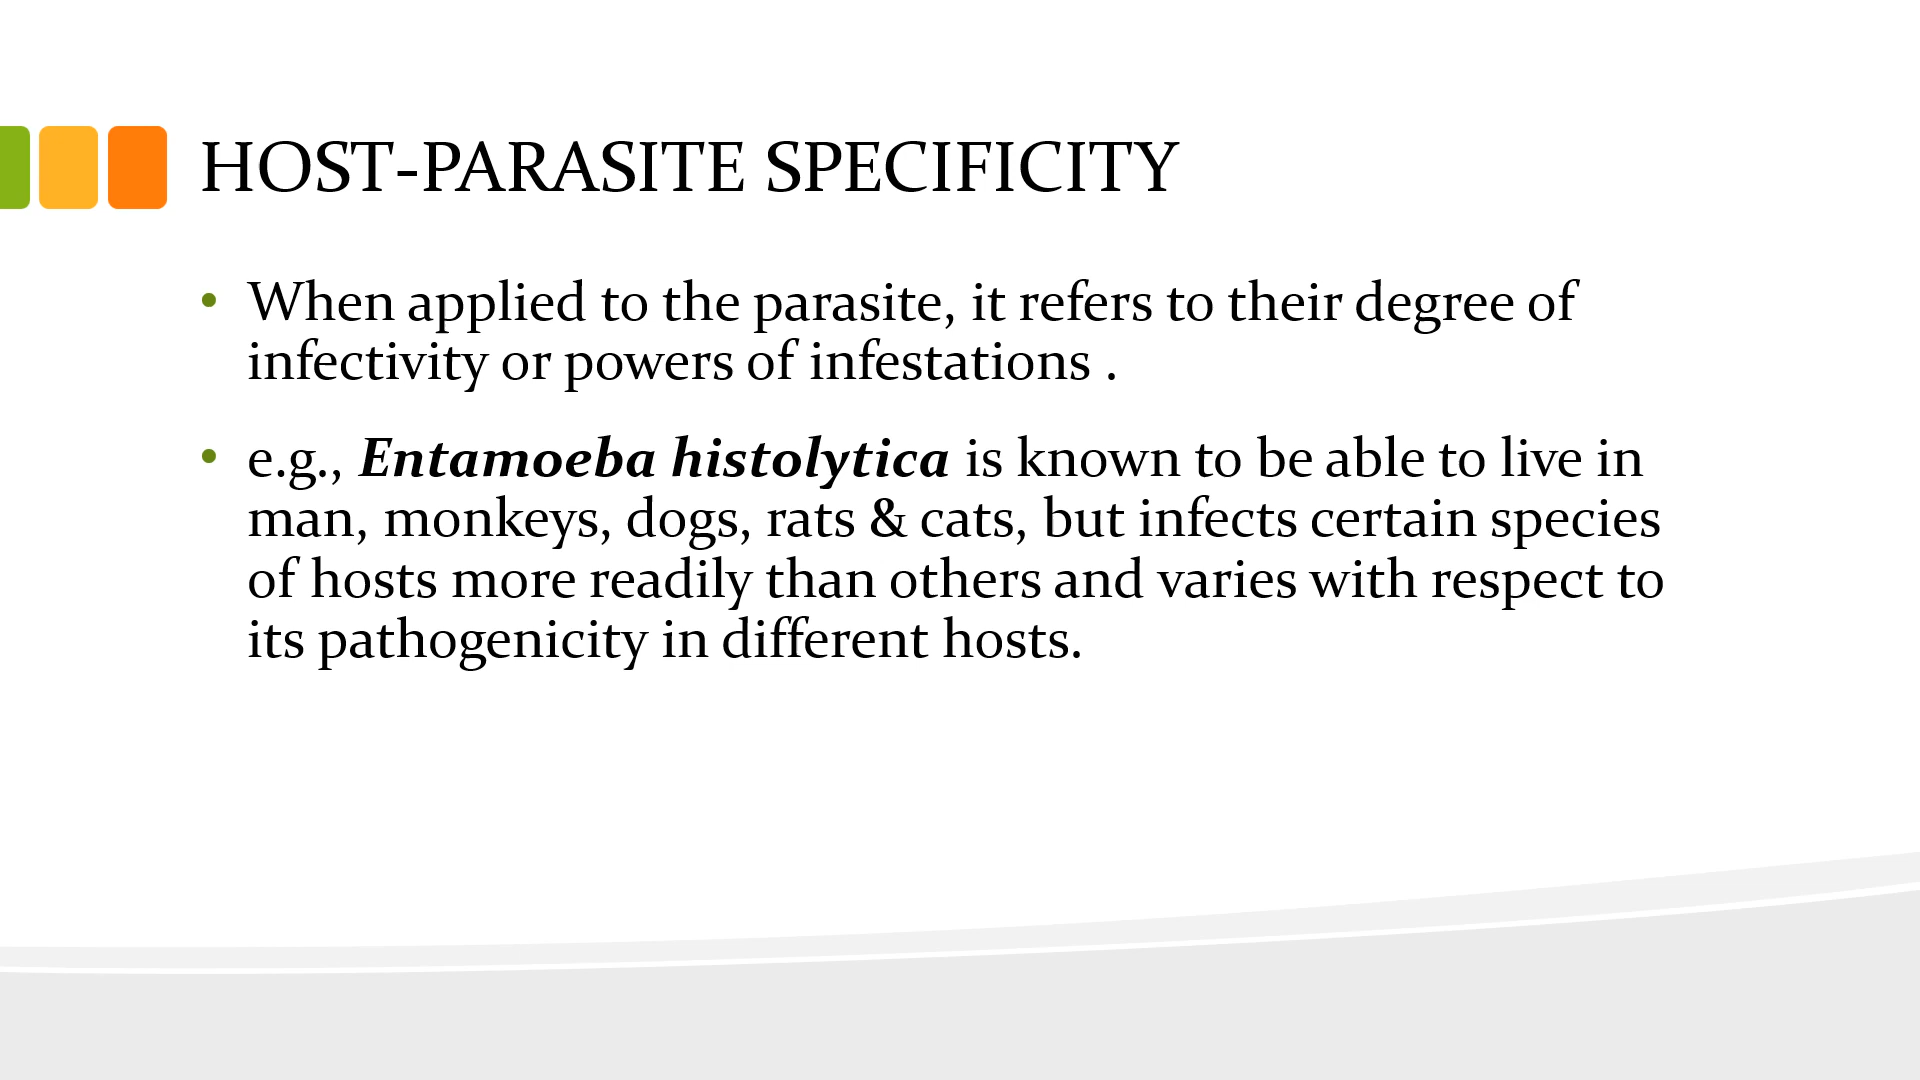 HOST-PARASITE SPECIFICITY
• When applied to the parasite, it refers to their degree of
infectivity or powers of infestations .
• e.g., Entamoeba histolytica is known to be able to live in
man, monkeys, dogs, rats & cats, but infects certain species
of hosts more readily than others and varies with respect to
its pathogenicity in different hosts.